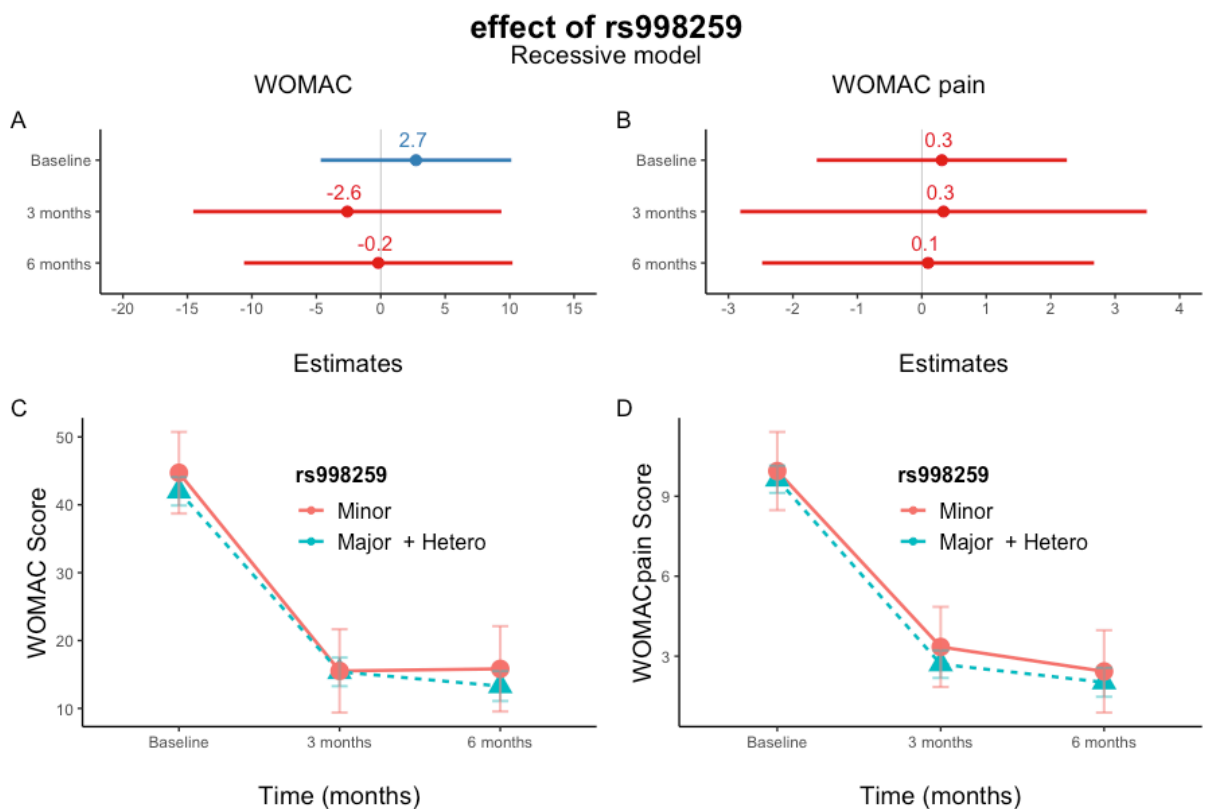 effect of rs998259
Recessive model
WOMAC
WOMAC pain
A
Baseline
3 months
6 months
2.7
-2.6
-0.2
-20 -15 -10 -5 0 5 10 15
Estimates
B
Baseline
3 months
6 months
0.3
0.3
0.1
-3 -2 -1 0 1 2 3 4
Estimates
C
WOMAC Score
50
40
30
20
10
rs998259
Minor
Major + Hetero
Baseline 3 months 6 months
Time (months)
D
WOMACpain Score
9
6
3
rs998259
Minor
Major + Hetero
Baseline 3 months 6 months
Time (months)